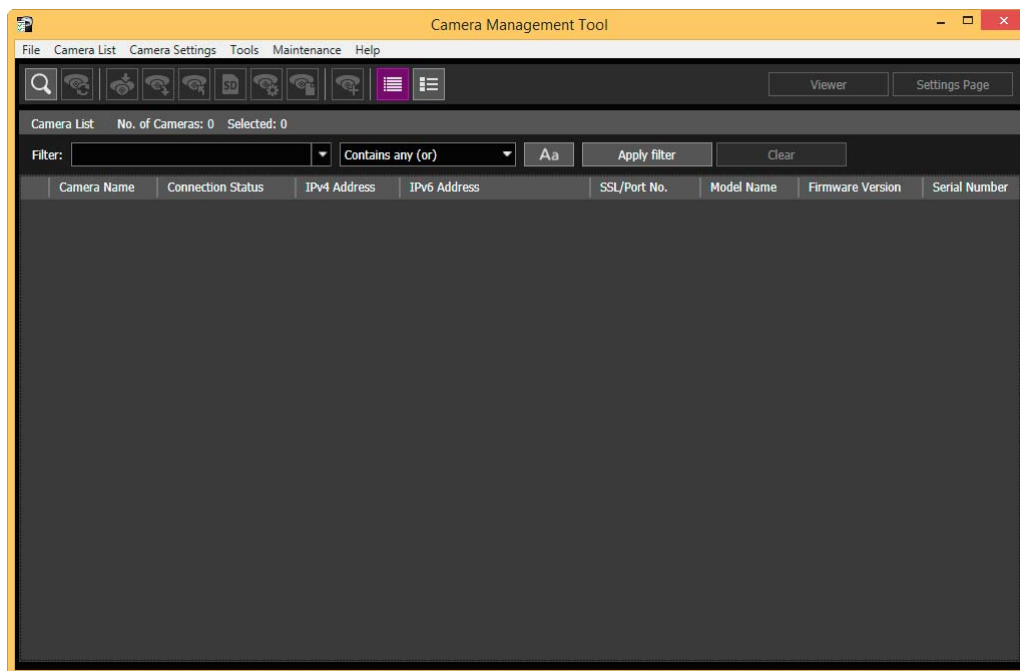 Camera Management Tool
File Camera List Camera Settings Tools Maintenance Help
SD Viewer Settings Page
Camera List No. of Cameras: 0 Selected: 0
Filter: Contains any (or) Aa Apply filter Clear
Camera Name Connection Status IPv4 Address IPv6 Address SSL/Port No. Model Name Firmware Version Serial Number